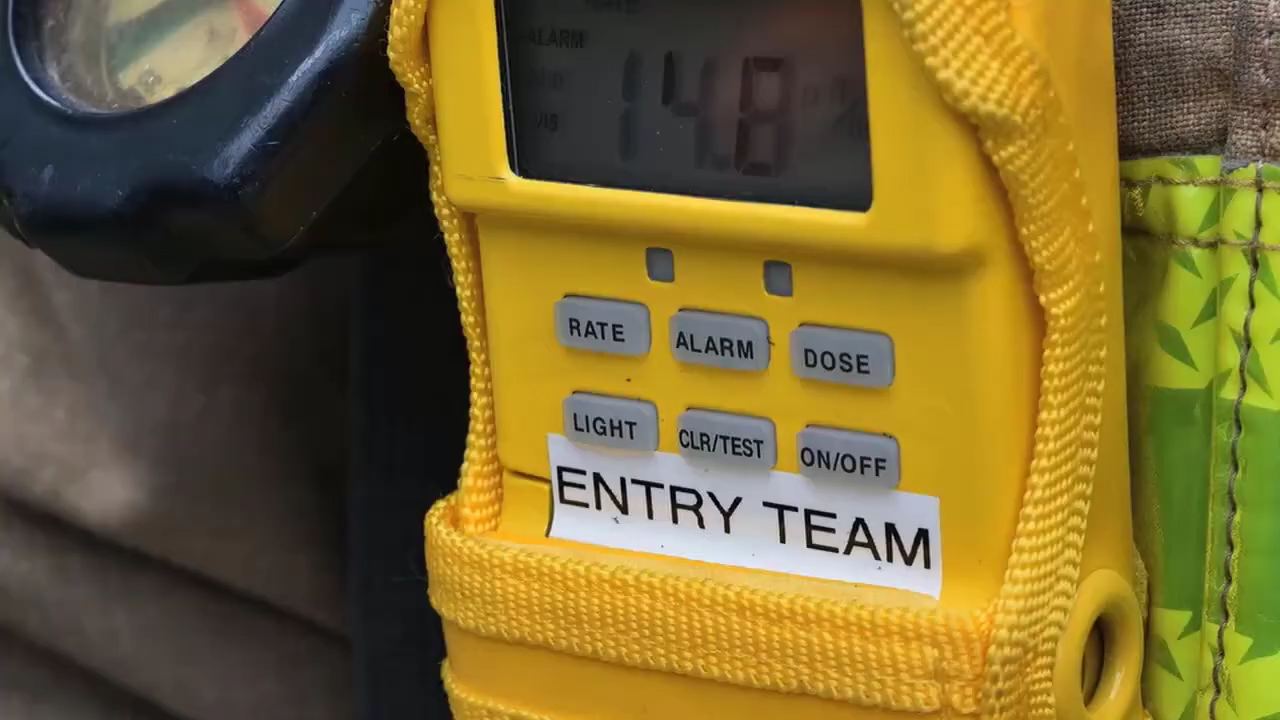 ALARM
148
RATE ALARM DOSE
LIGHT CLR/TEST ON/OFF
ENTRY TEAM